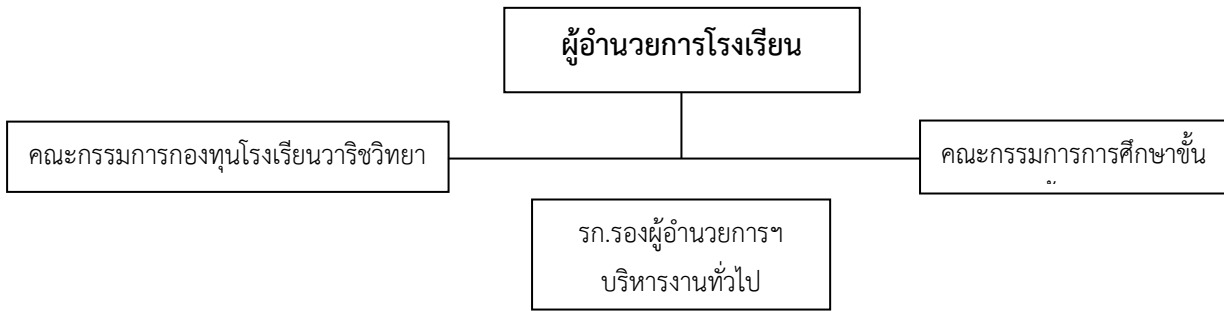 ผู้อำนวยการโรงเรียน
คณะกรรมการกองทุนโรงเรียนวาริชวิทยา
คณะกรรมการการศึกษาขั้น
รก.รองผู้อำนวยการฯ
บริหารงานทั่วไป